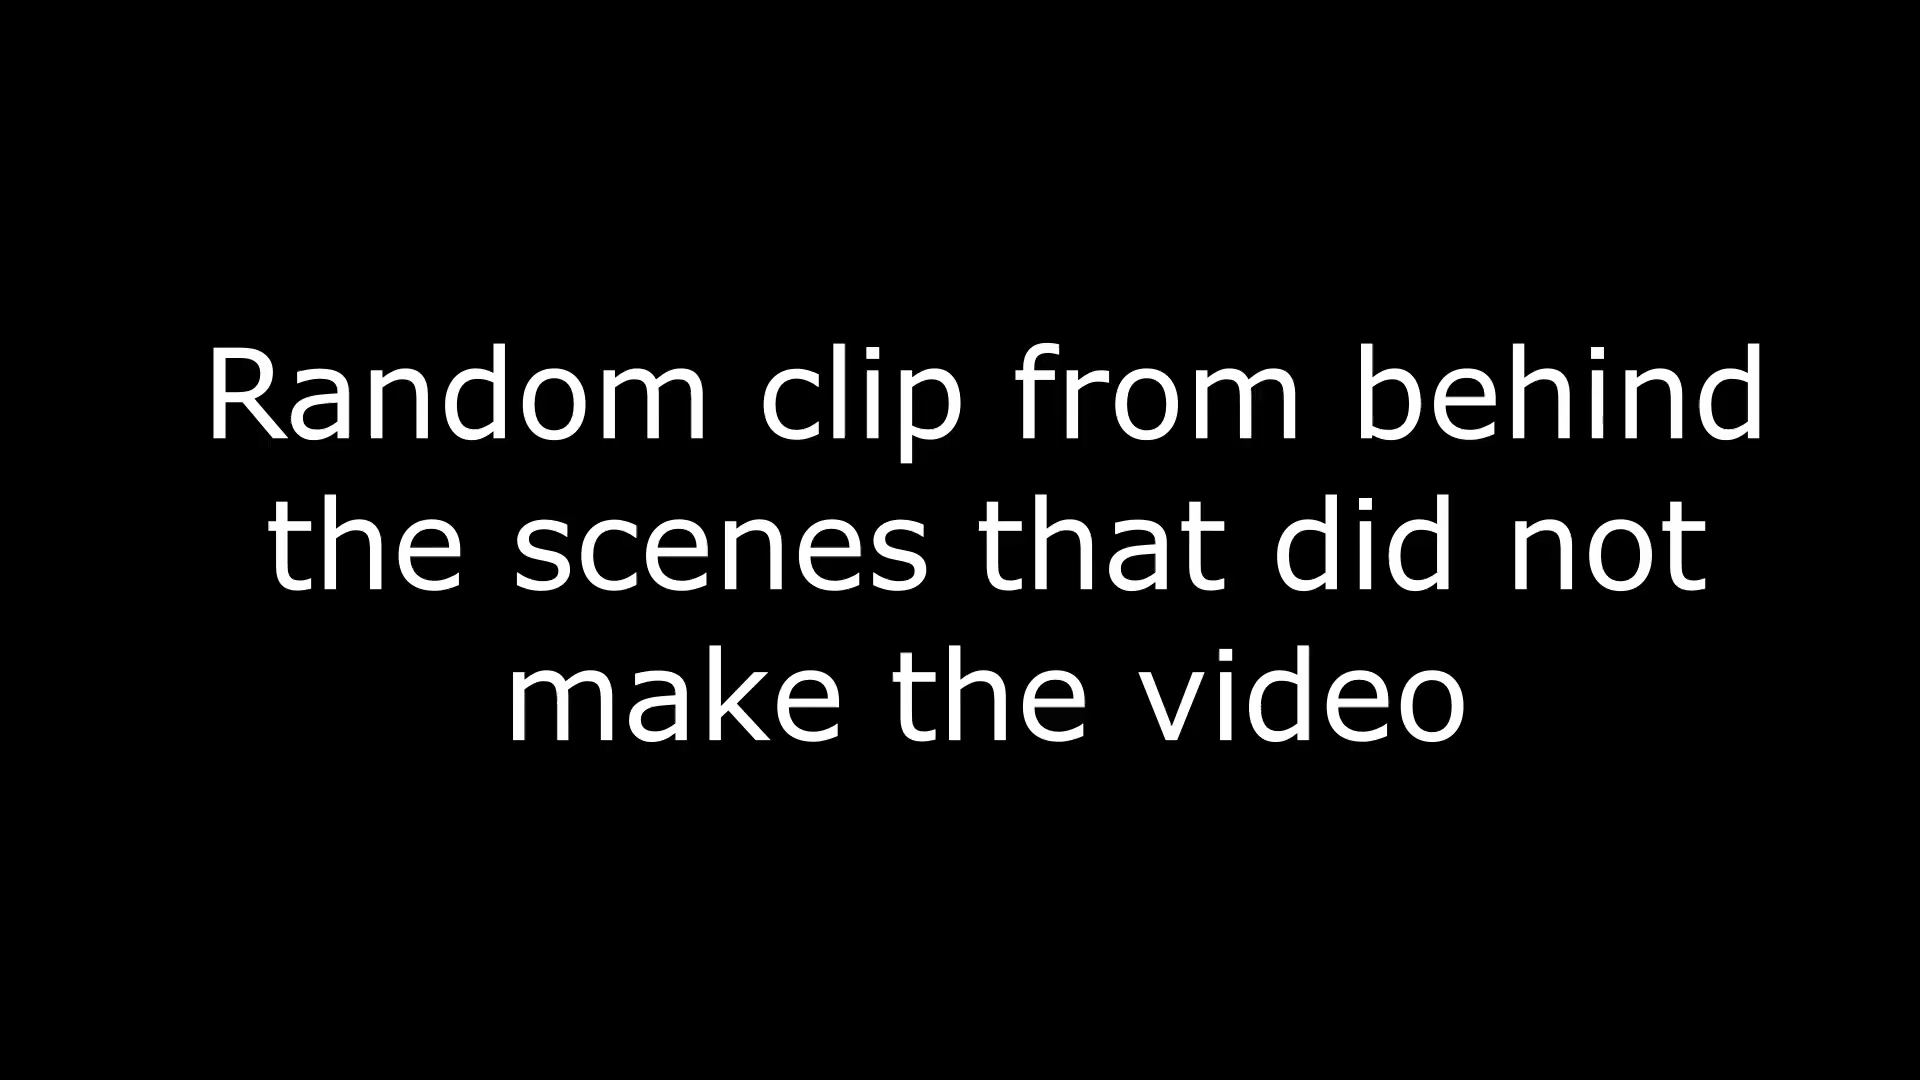 Random clip from behind
the scenes that did not
make the video